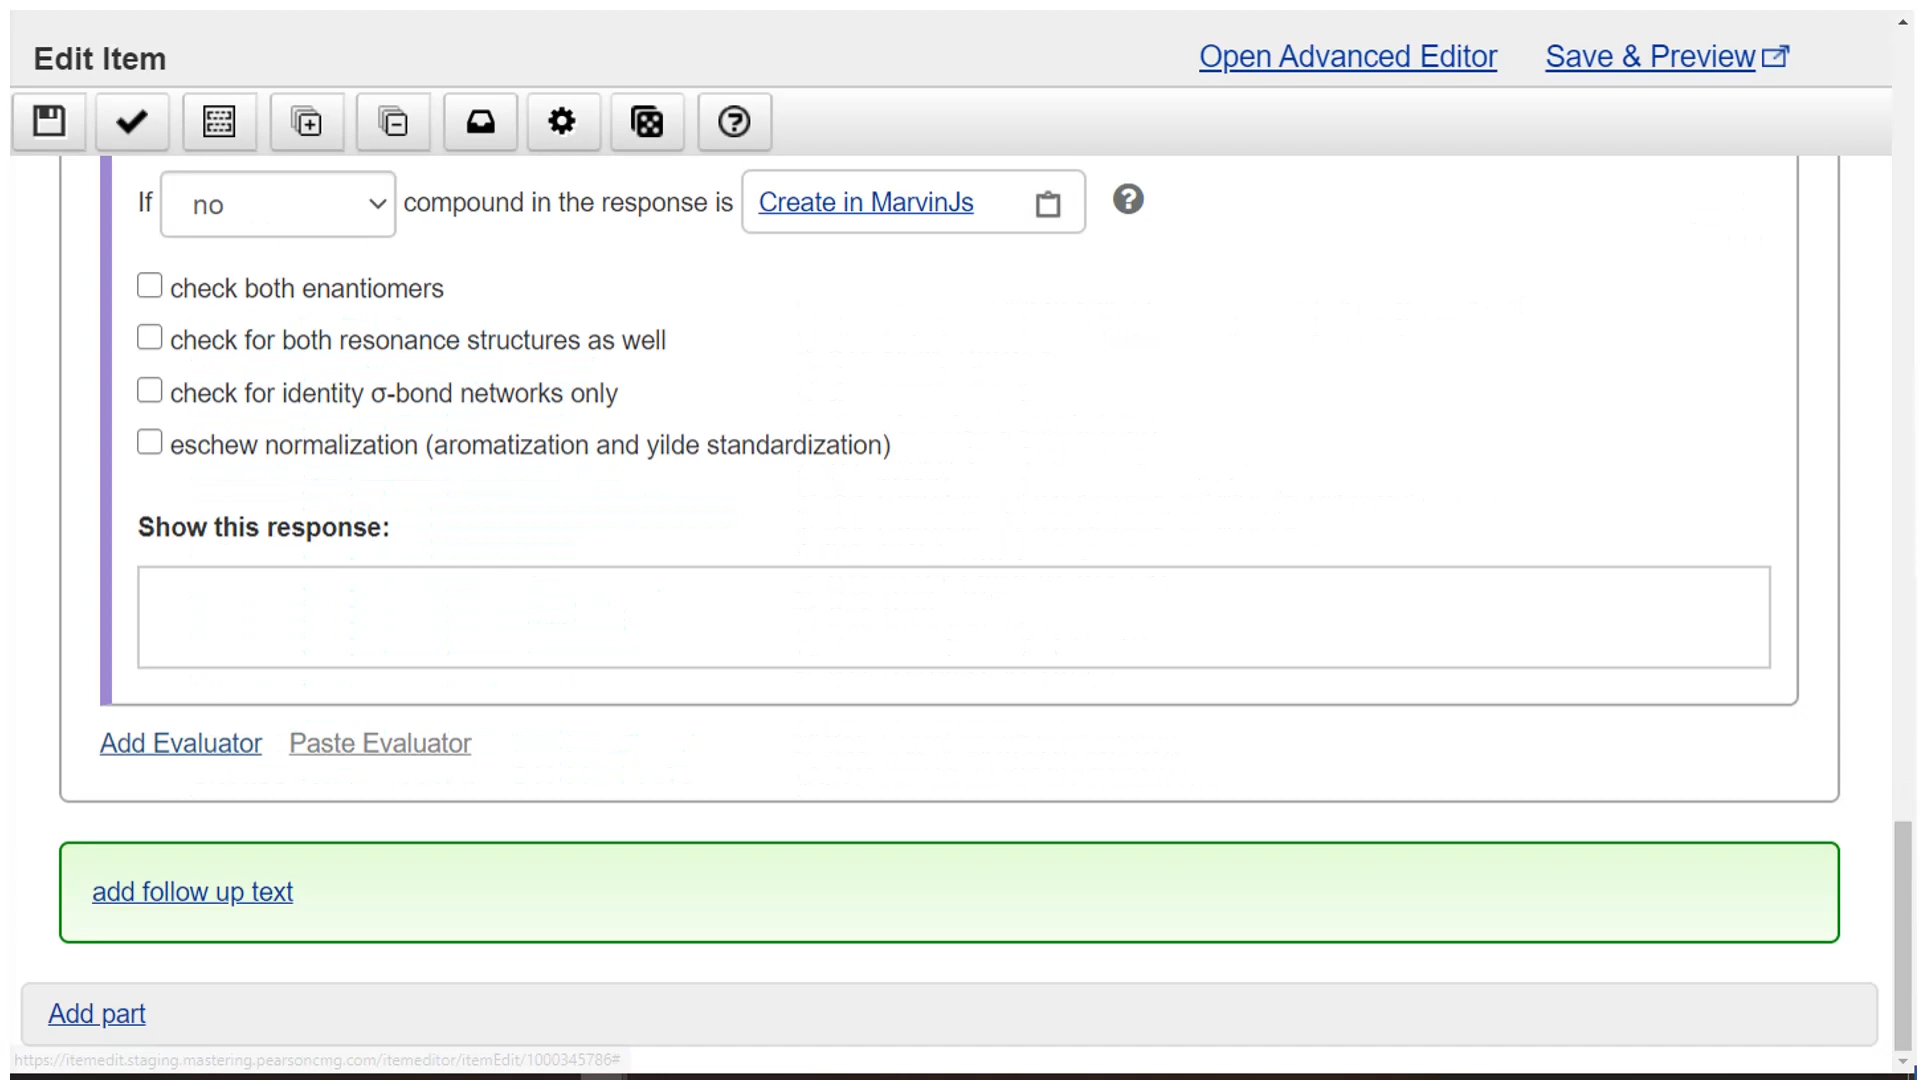 Edit Item
Open Advanced Editor
Save & Preview
If no compound in the response is Create in MarvinJs
check both enantiomers
check for both resonance structures as well
check for identity σ-bond networks only
eschew normalization (aromatization and yilde standardization)
Show this response:
Add Evaluator Paste Evaluator
add follow up text
Add part
https://itemedit.staging.mastering.pearsoncmg.com/itemeditor/itemEdit/1000345786#